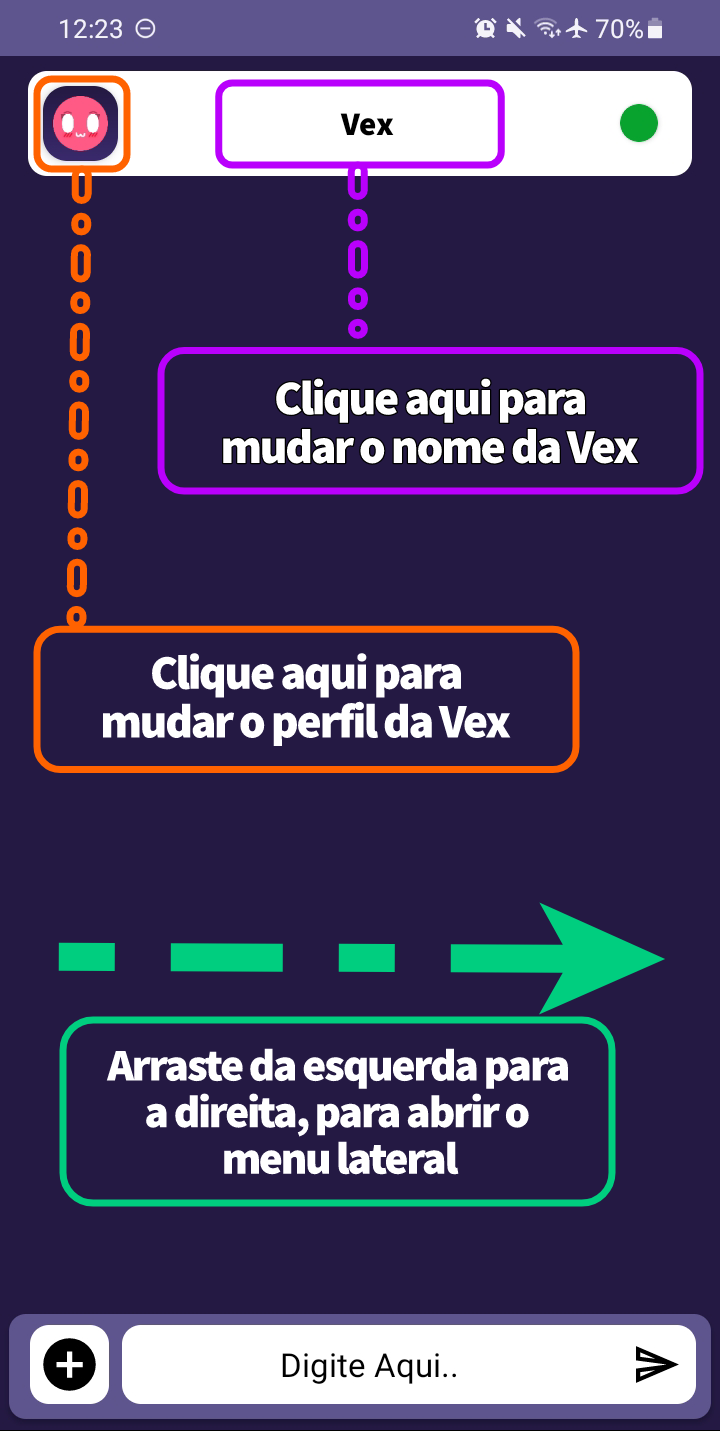 12:23
70%
Vex
Clique aqui para
mudar o nome da Vex
Clique aqui para
mudar o perfil da Vex
Arraste da esquerda para
a direita, para abrir o
menu lateral
Digite Aqui..